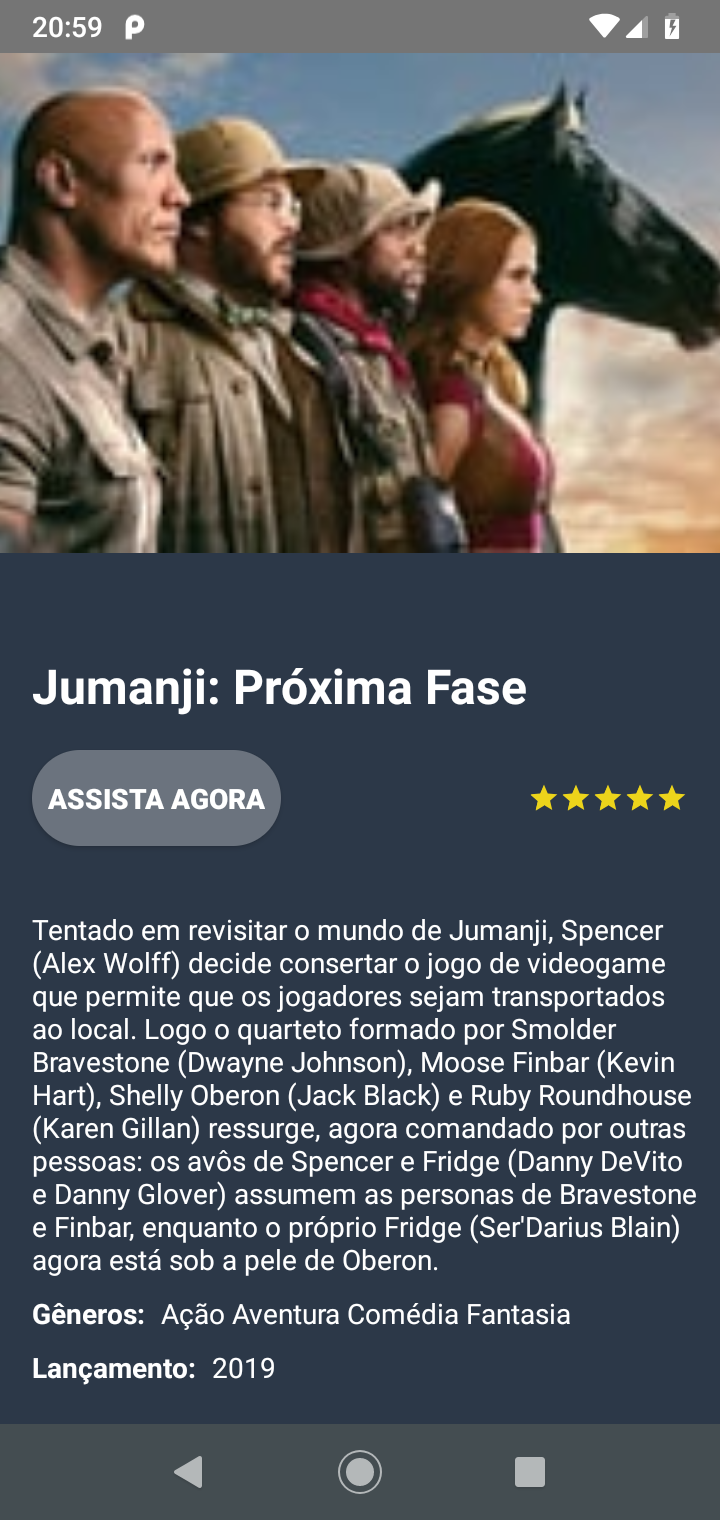 20:59
Jumanji: Próxima Fase
ASSISTA AGORA
Tentado em revisitar o mundo de Jumanji, Spencer
(Alex Wolff) decide consertar o jogo de videogame
que permite que os jogadores sejam transportados
ao local. Logo o quarteto formado por Smolder
Bravestone (Dwayne Johnson), Moose Finbar (Kevin
Hart), Shelly Oberon (Jack Black) e Ruby Roundhouse
(Karen Gillan) ressurge, agora comandado por outras
pessoas: os avôs de Spencer e Fridge (Danny DeVito
e Danny Glover) assumem as personas de Bravestone
e Finbar, enquanto o próprio Fridge (Ser'Darius Blain)
agora está sob a pele de Oberon.
Gêneros: Ação Aventura Comédia Fantasia
Lançamento: 2019